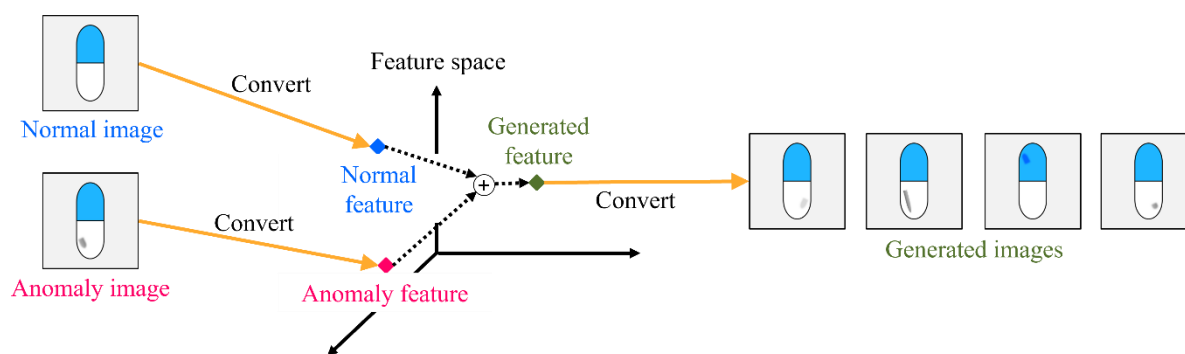 Normal image
Convert
Feature space
Normal
feature
Generated
feature
Convert
Generated images
Anomaly image
Convert
Anomaly feature